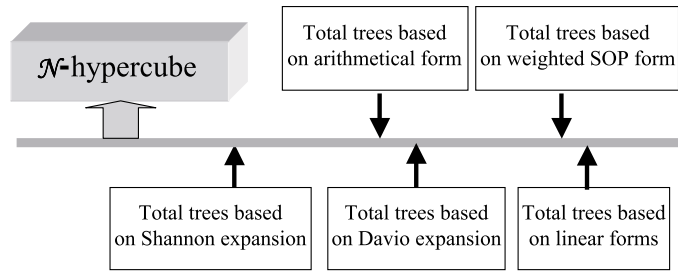 𝒩-hypercube
Total trees based
on arithmetical form
Total trees based
on weighted SOP form
Total trees based
on Shannon expansion
Total trees based
on Davio expansion
Total trees based
on linear forms